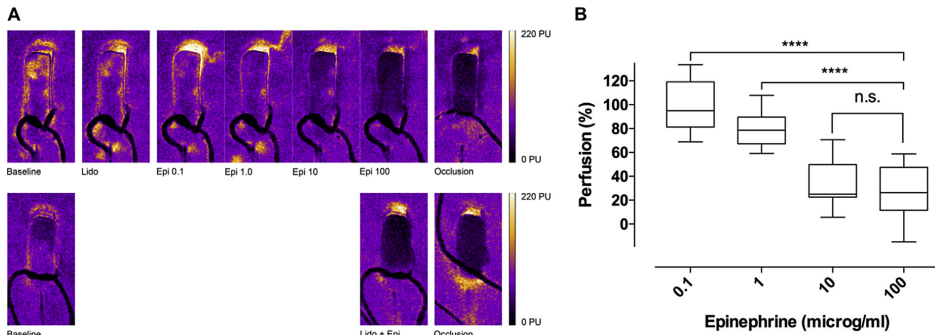 A
220 PU
0 PU
Baseline
Lido
Epi 0.1
Epi 1.0
Epi 10
Epi 100
Occlusion
220 PU
0 PU
Baseline
Lido + Epi
Occlusion
B
****
****
n.s.
Perfusion (%)
120
100
80
60
40
20
0
0.1
1
10
100
Epinephrine (microg/ml)